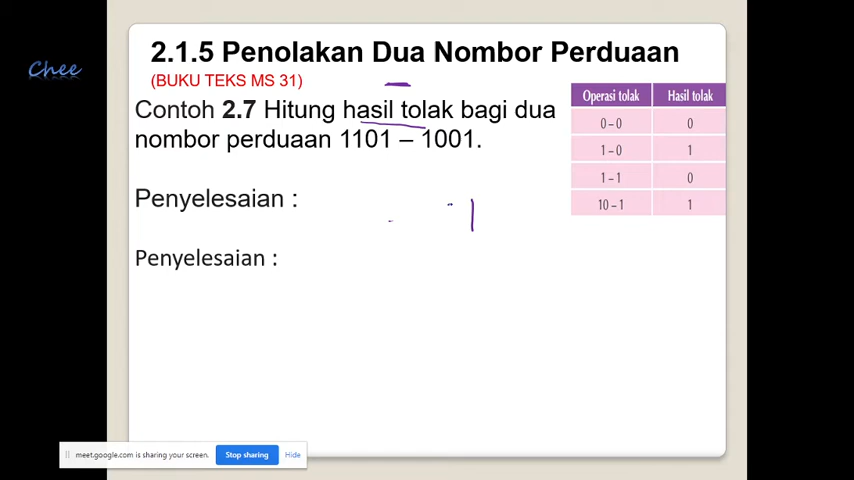 Chee
2.1.5 Penolakan Dua Nombor Perduaan
(BUKU TEKS MS 31)
Contoh 2.7 Hitung hasil tolak bagi dua
nombor perduaan 1101 – 1001.
Operasi tolak Hasil tolak
0 – 0 0
1 – 0 1
1 – 1 0
10 – 1 1
Penyelesaian :
Penyelesaian :
meet.google.com is sharing your screen. Stop sharing Hide